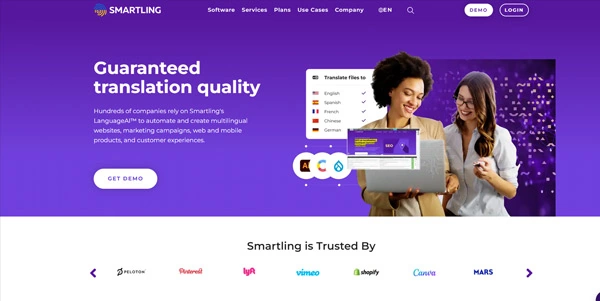 SMARTLING
Software Services Plans Use Cases Company EN DEMO LOGIN
Guaranteed
translation quality
Hundreds of companies rely on Smartling's
LanguageAI™ to automate and create multilingual
websites, marketing campaigns, web and mobile
products, and customer experiences.
GET DEMO
Translate files to
English
Spanish
French
Chinese
German
Ai
SEO
Smartling is Trusted By
PELOTON Pinterest lyft vimeo shopify Canva MARS